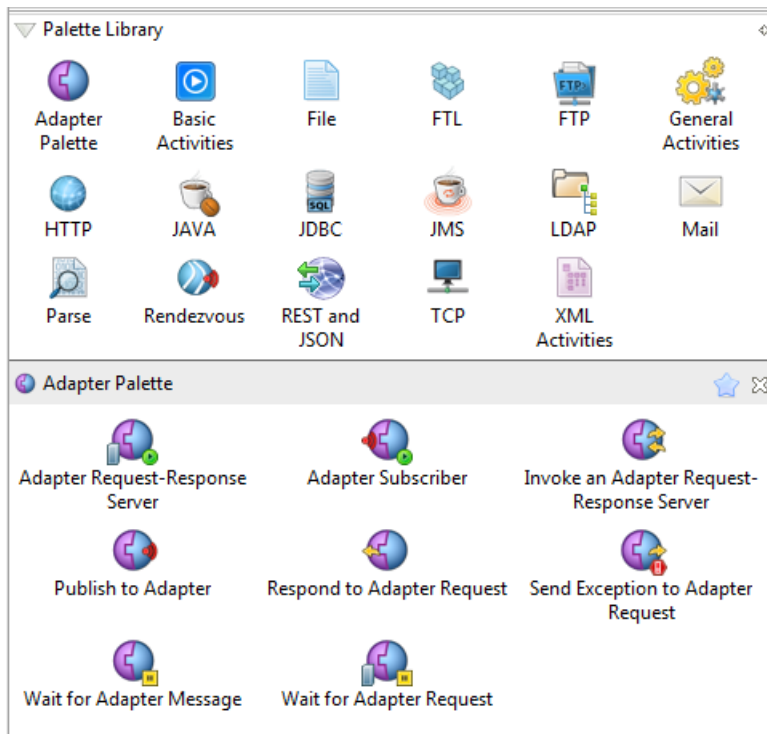 Palette Library
Adapter Palette
Basic Activities
File
FTL
FTP>
FTP
General Activities
HTTP
JAVA
SQL
JDBC
JMS
LDAP
Mail
Parse
Rendezvous
REST and JSON
TCP
XML Activities
Adapter Palette
Adapter Request-Response
Server
Adapter Subscriber
Invoke an Adapter Request-
Response Server
Publish to Adapter
Respond to Adapter Request
Send Exception to Adapter
Request
Wait for Adapter Message
Wait for Adapter Request